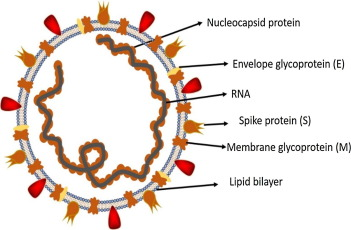 Nucleocapsid protein
Envelope glycoprotein (E)
RNA
Spike protein (S)
Membrane glycoprotein (M)
Lipid bilayer